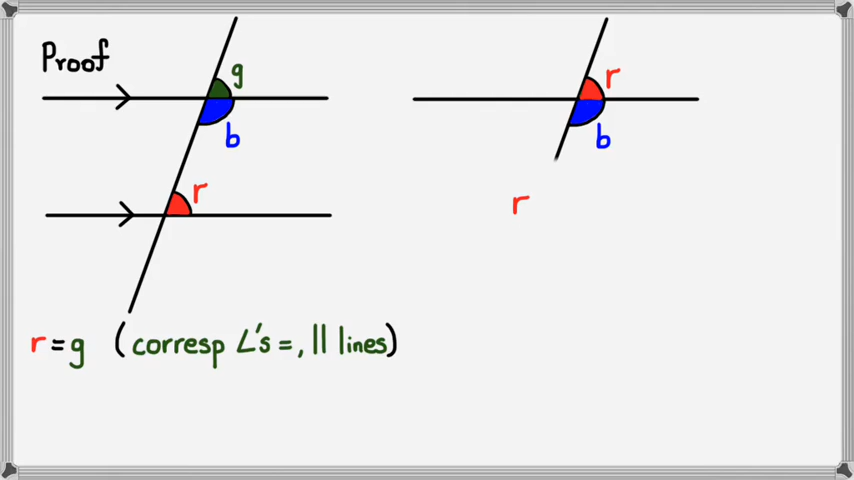 Proof
g
b
r
r = g (corresp ∠'s =, || lines)
r
b
r